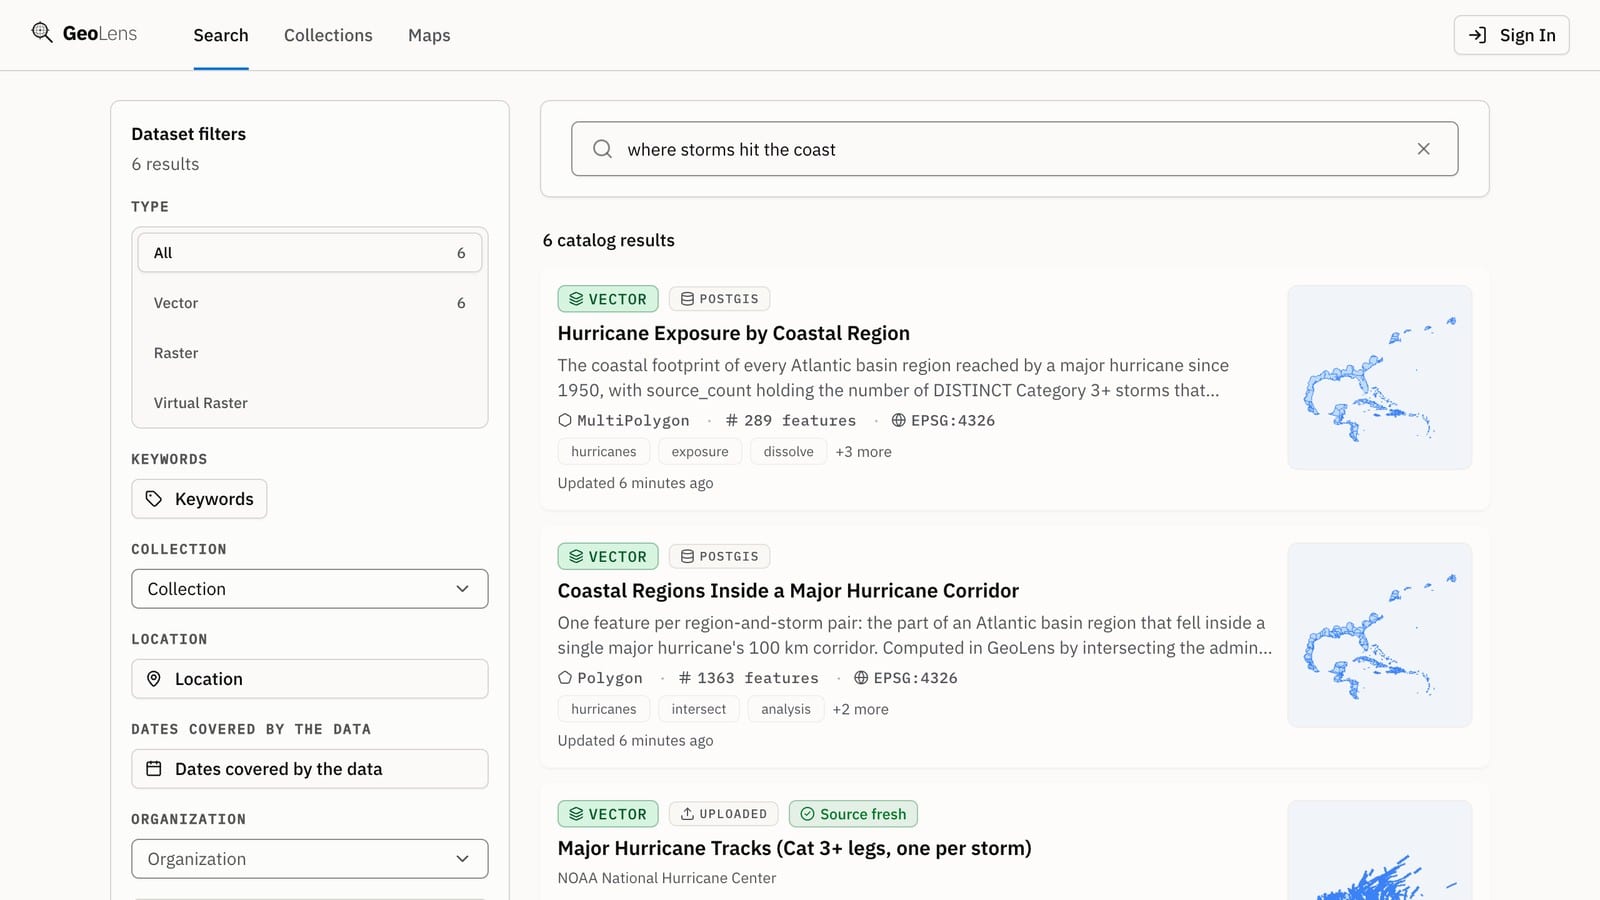 GeoLens
Search
Collections
Maps
Sign In
Dataset filters
6 results
TYPE
All 6
Vector 6
Raster
Virtual Raster
KEYWORDS
Keywords
COLLECTION
Collection
LOCATION
Location
DATES COVERED BY THE DATA
Dates covered by the data
ORGANIZATION
Organization
where storms hit the coast
6 catalog results
VECTOR POSTGIS
Hurricane Exposure by Coastal Region
The coastal footprint of every Atlantic basin region reached by a major hurricane since
1950, with source_count holding the number of DISTINCT Category 3+ storms that...
MultiPolygon · # 289 features · EPSG:4326
hurricanes exposure dissolve +3 more
Updated 6 minutes ago
VECTOR POSTGIS
Coastal Regions Inside a Major Hurricane Corridor
One feature per region-and-storm pair: the part of an Atlantic basin region that fell inside a
single major hurricane's 100 km corridor. Computed in GeoLens by intersecting the admin...
Polygon · # 1363 features · EPSG:4326
hurricanes intersect analysis +2 more
Updated 6 minutes ago
VECTOR UPLOADED Source fresh
Major Hurricane Tracks (Cat 3+ legs, one per storm)
NOAA National Hurricane Center